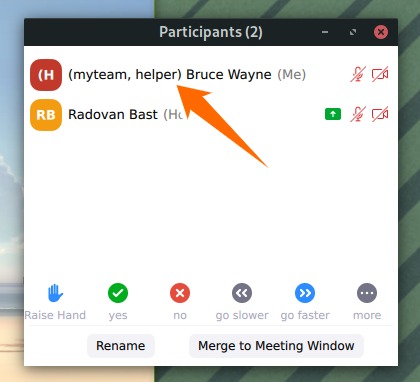 Participants (2)
(H (myteam, helper) Bruce Wayne (Me)
RB Radovan Bast
Raise Hand yes no go slower go faster more
Rename Merge to Meeting Window